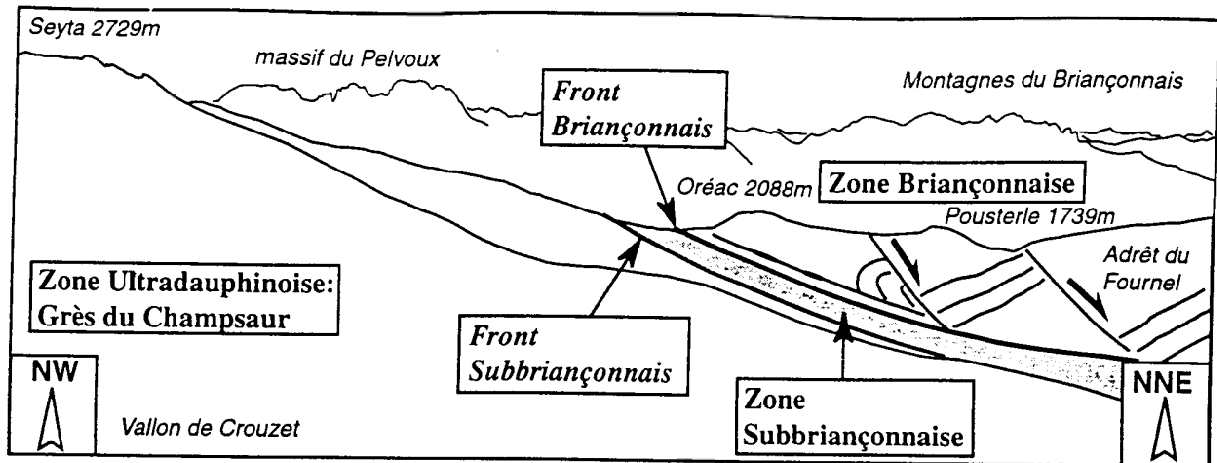 Seyta 2729m
massif du Pelvoux
Montagnes du Briançonnais
Front
Briançonnais
Oréac 2088m
Zone Briançonnaise
Pousterle 1739m
Adrêt du
Fournel
Zone Ultradauphinoise:
Grès du Champsaur
Front
Subbriançonnais
Zone
Subbriançonnaise
NW
NNE
Vallon de Crouzet